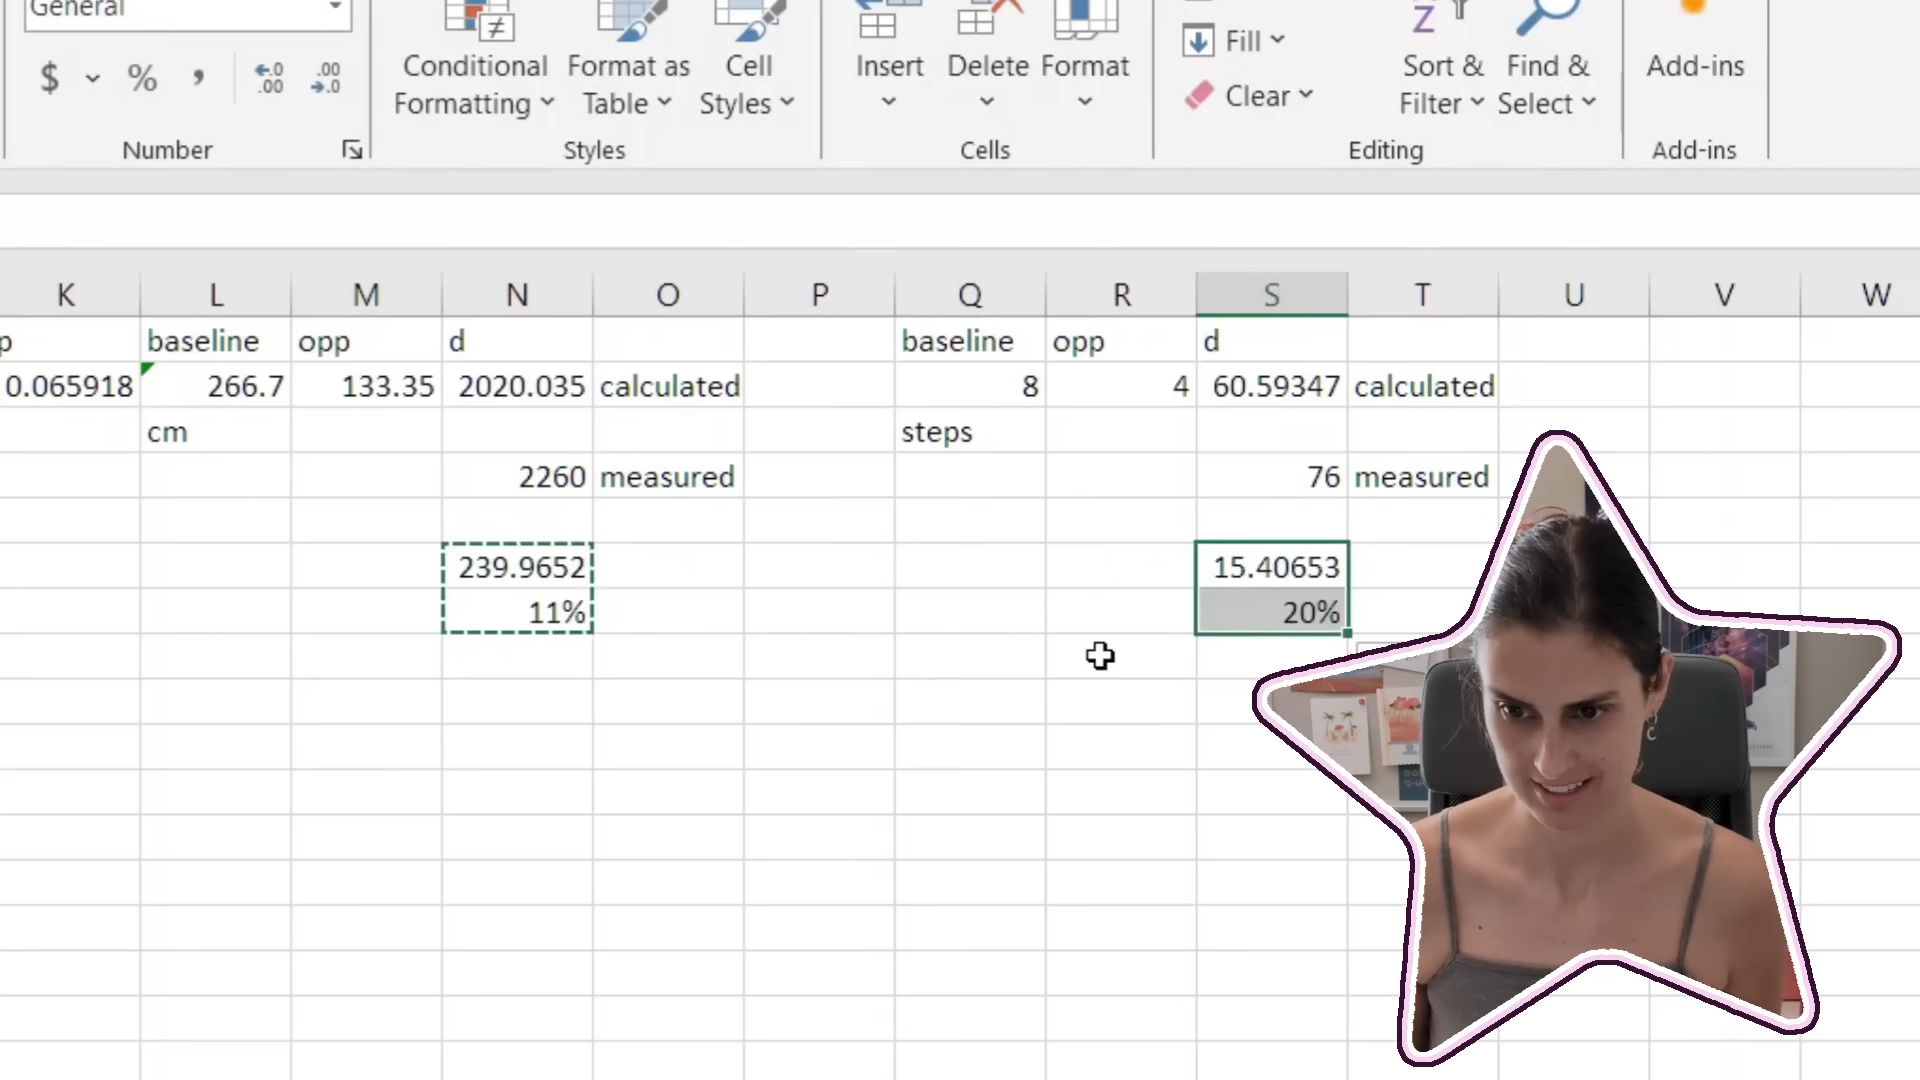 General
$ % , .00 .00
Conditional Formatting
Format as Table
Cell Styles
Insert
Delete
Format
Fill
Clear
Sort & Filter
Find & Select
Add-ins
Number
Styles
Cells
Editing
Add-ins
K L M N O P Q R S T U V W
p baseline opp d baseline opp d
0.065918 266.7 133.35 2020.035 calculated 8 4 60.59347 calculated
cm steps
2260 measured 76 measured
239.9652 15.40653
11% 20%